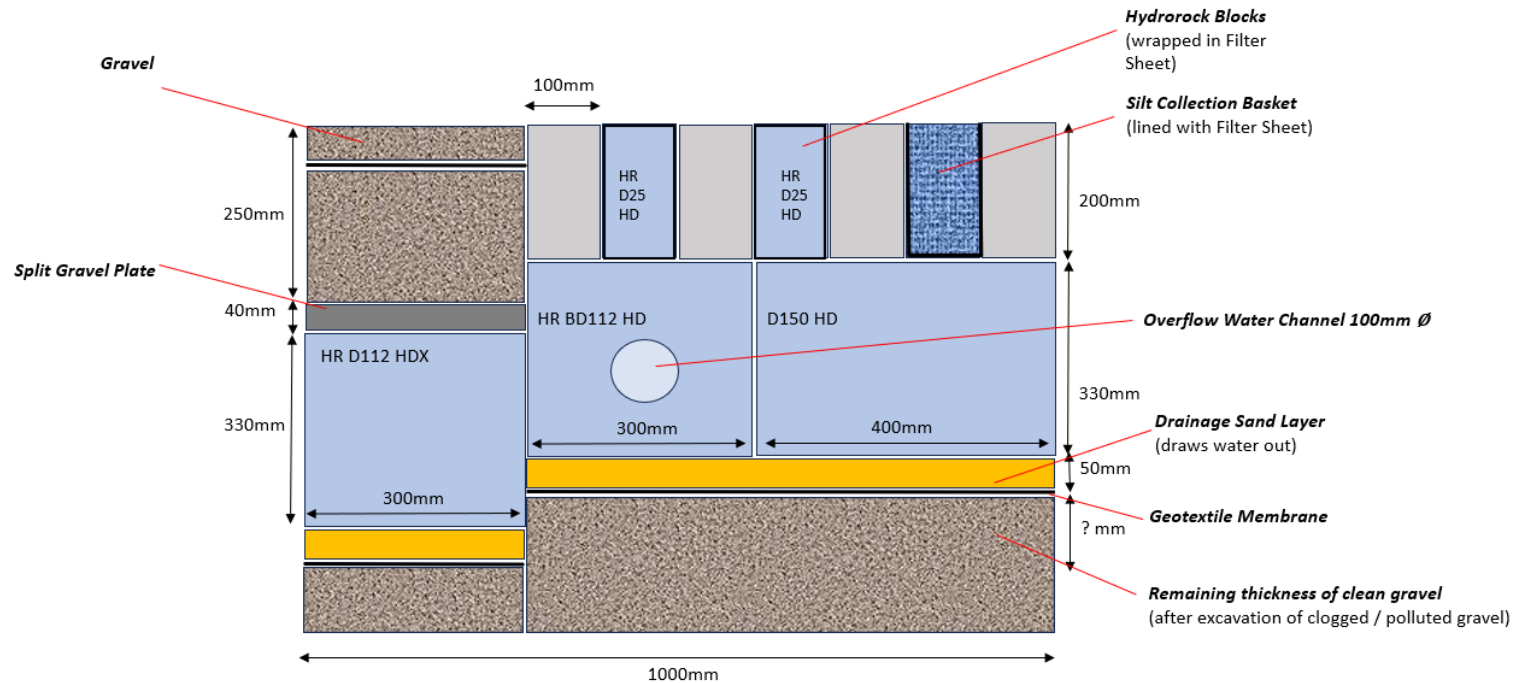 Hydrorock Blocks
(wrapped in Filter
Sheet)
Gravel
100mm
Silt Collection Basket
(lined with Filter Sheet)
HR
D25
HD
HR
D25
HD
250mm
200mm
Split Gravel Plate
40mm
HR BD112 HD
D150 HD
Overflow Water Channel 100mm Ø
HR D112 HDX
330mm
330mm
300mm
400mm
Drainage Sand Layer
(draws water out)
50mm
300mm
Geotextile Membrane
? mm
Remaining thickness of clean gravel
(after excavation of clogged / polluted gravel)
1000mm